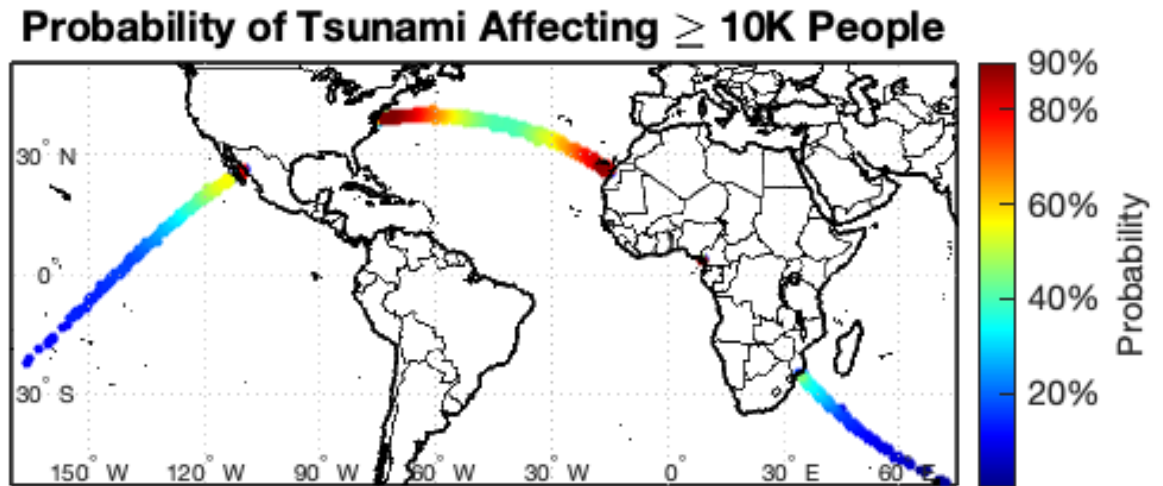 Probability of Tsunami Affecting ≥ 10K People
90%
80%
60%
40%
20%
Probability
30° N
0°
30° S
150° W
120° W
90° W
60° W
30° W
0°
30° E
60° E